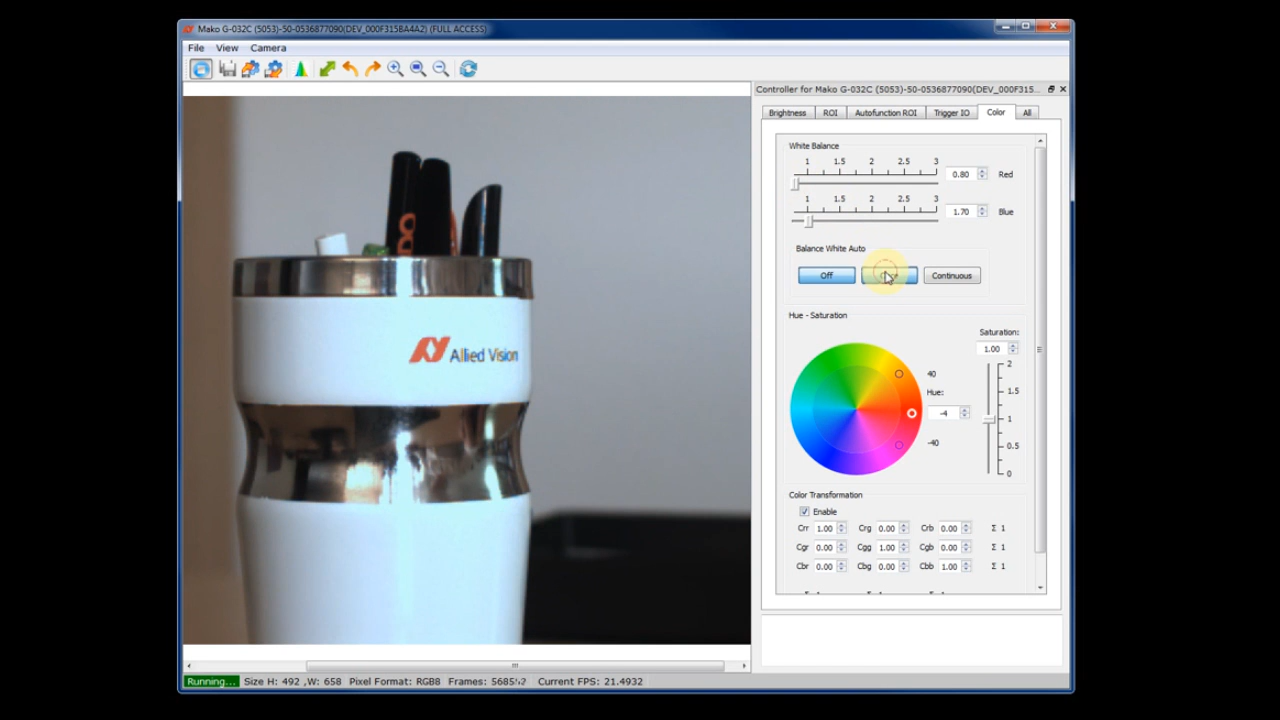 Mako G-032C (5053)-50-0536877090(DEV_000F315BA4A2) (FULL ACCESS)
File View Camera
Controller for Mako G-032C (5053)-50-0536877090(DEV_000F315...
Brightness ROI Autofunction ROI Trigger IO Color All
White Balance
1 1.5 2 2.5 3
0.80 Red
1 1.5 2 2.5 3
1.70 Blue
Balance White Auto
Off Continuous
Hue - Saturation
Saturation:
1.00
2
40
1.5
Hue:
-4
1
-40
0.5
0
Allied Vision
Color Transformation
Enable
Crr 1.00 Crg 0.00 Crb 0.00 Σ 1
Cgr 0.00 Cgg 1.00 Cgb 0.00 Σ 1
Cbr 0.00 Cbg 0.00 Cbb 1.00 Σ 1
Running... Size H: 492 ,W: 658 Pixel Format: RGB8 Frames: Current FPS: 21.4932